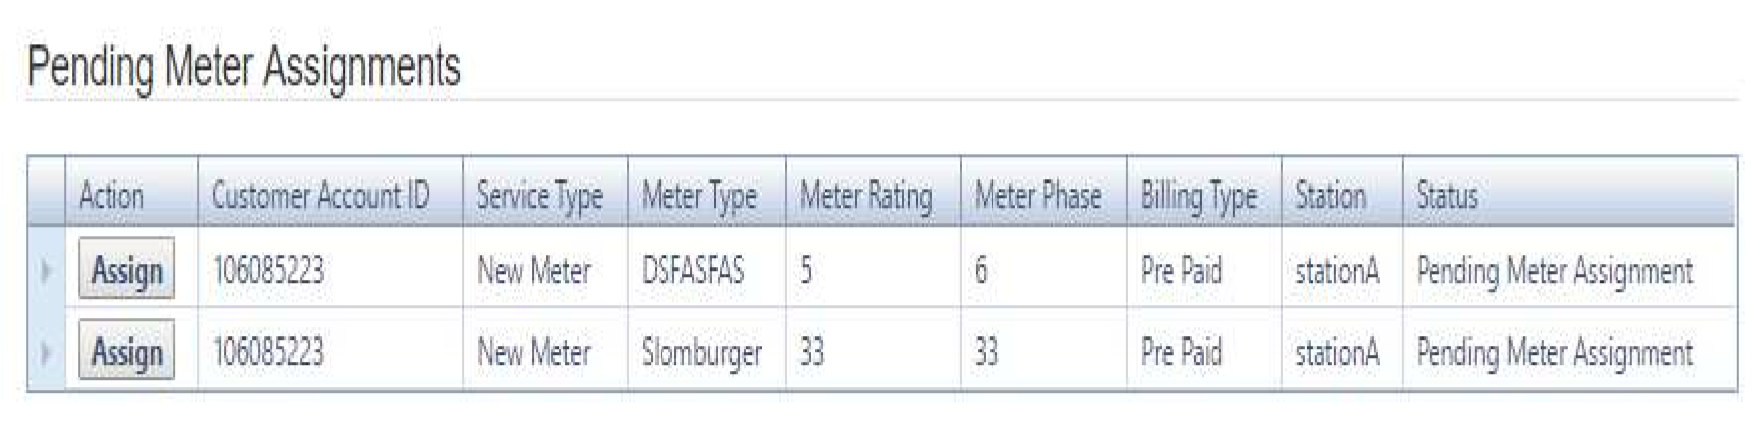 Pending Meter Assignments
Action Customer Account ID Service Type Meter Type Meter Rating Meter Phase Billing Type Station Status
Assign 106085223 New Meter DSFASFAS 5 6 Pre Paid stationA Pending Meter Assignment
Assign 106085223 New Meter Slomburger 33 33 Pre Paid stationA Pending Meter Assignment